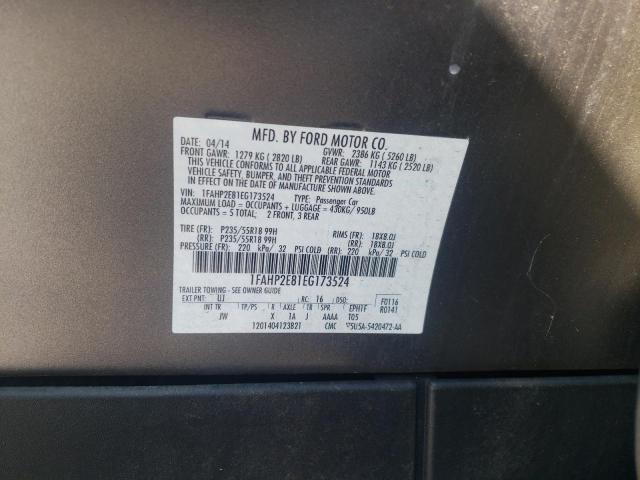 MFD. BY FORD MOTOR CO.
DATE: 04/14 GVWR: 2386 KG ( 5260 LB)
FRONT GAWR: 1279 KG ( 2820 LB) REAR GAWR: 1143 KG ( 2520 LB)
THIS VEHICLE CONFORMS TO ALL APPLICABLE FEDERAL MOTOR
VEHICLE SAFETY, BUMPER, AND THEFT PREVENTION STANDARDS
IN EFFECT ON THE DATE OF MANUFACTURE SHOWN ABOVE.
VIN: 1FAHP2E81EG173524 TYPE: Passenger Car
MAXIMUM LOAD = OCCUPANTS + LUGGAGE = 430KG/ 950LB
OCCUPANTS = 5 TOTAL; 2 FRONT, 3 REAR
TIRE: (FR) P235/55R18 99H RIMS (FR) 18X8.0J
(RR) P235/55R18 99H (RR) 18X8.0J
PRESSURE (FR) 220 kPa/ 32 PSI COLD (RR) 220 kPa/ 32 PSI COLD
1FAHP2E81EG173524
TRAILER TOWING - SEE OWNER GUIDE
EXT PNT: UJ RC: 16 DSO: F0116
INT TR TP/PS R AXLE TR SPR EPHTF R0141
JW X 1A J AAAA T05
1201404123821 CMC 5USA-5420472-AA